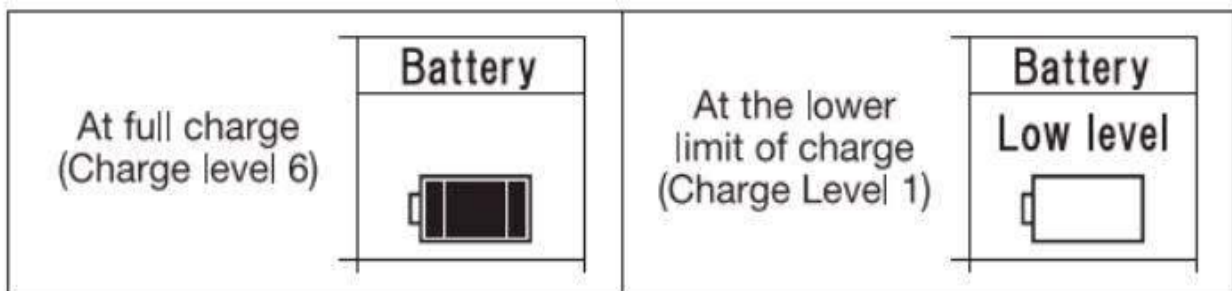 At full charge
(Charge level 6)
Battery
At the lower
limit of charge
(Charge Level 1)
Battery
Low level